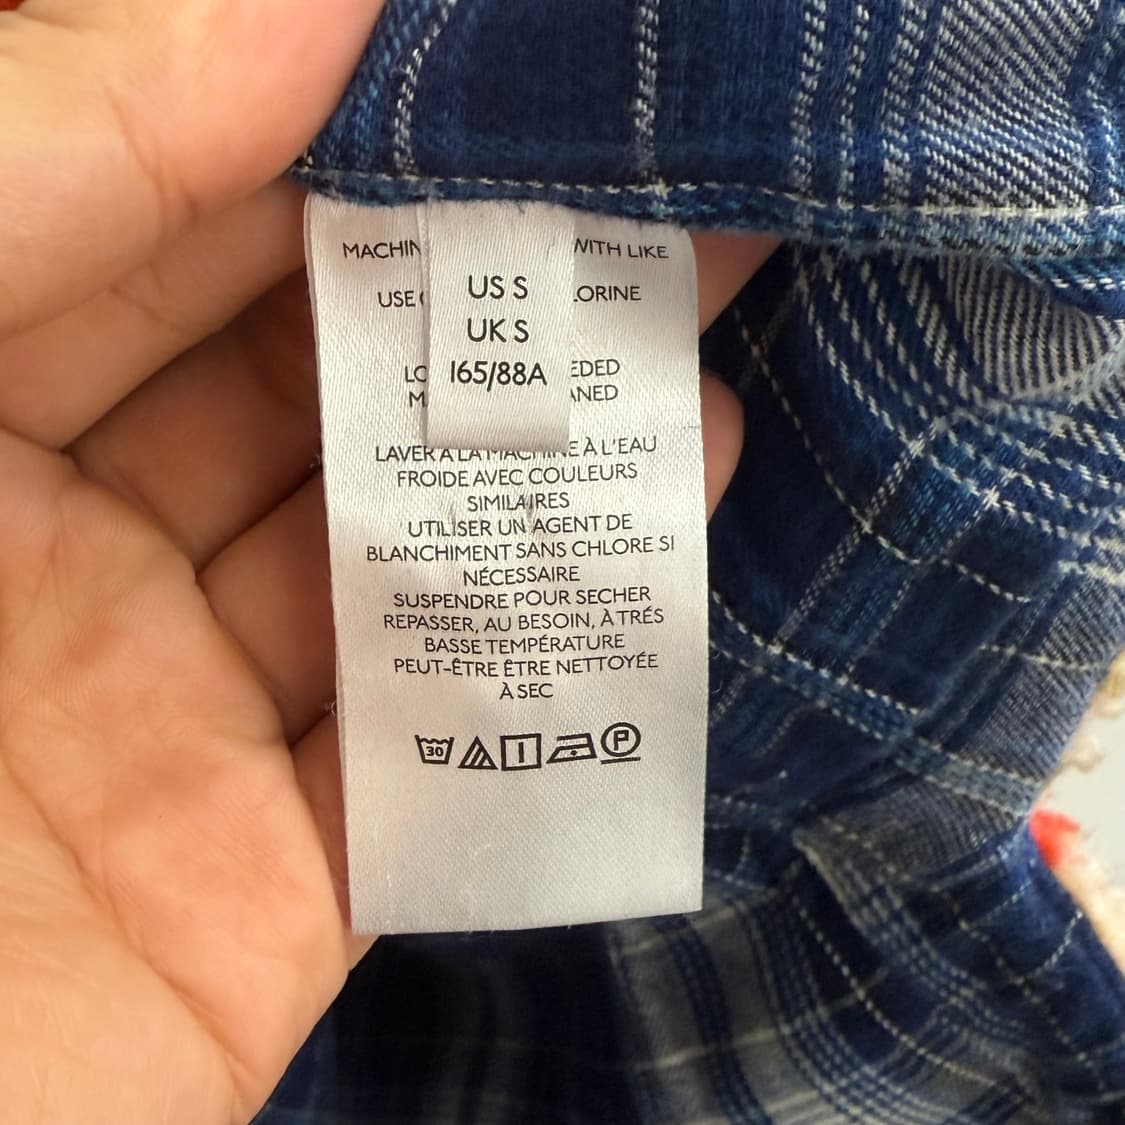 MACHIN WITH LIKE
USE LORINE
US S
UK S
165/88A
LO EDED
M ANED
LAVER A LA MACHINE À L'EAU
FROIDE AVEC COULEURS
SIMILAIRES
UTILISER UN AGENT DE
BLANCHIMENT SANS CHLORE SI
NÉCESSAIRE
SUSPENDRE POUR SECHER
REPASSER, AU BESOIN, À TRÉS
BASSE TEMPÉRATURE
PEUT-ÊTRE ÊTRE NETTOYÉE
À SEC
30 P